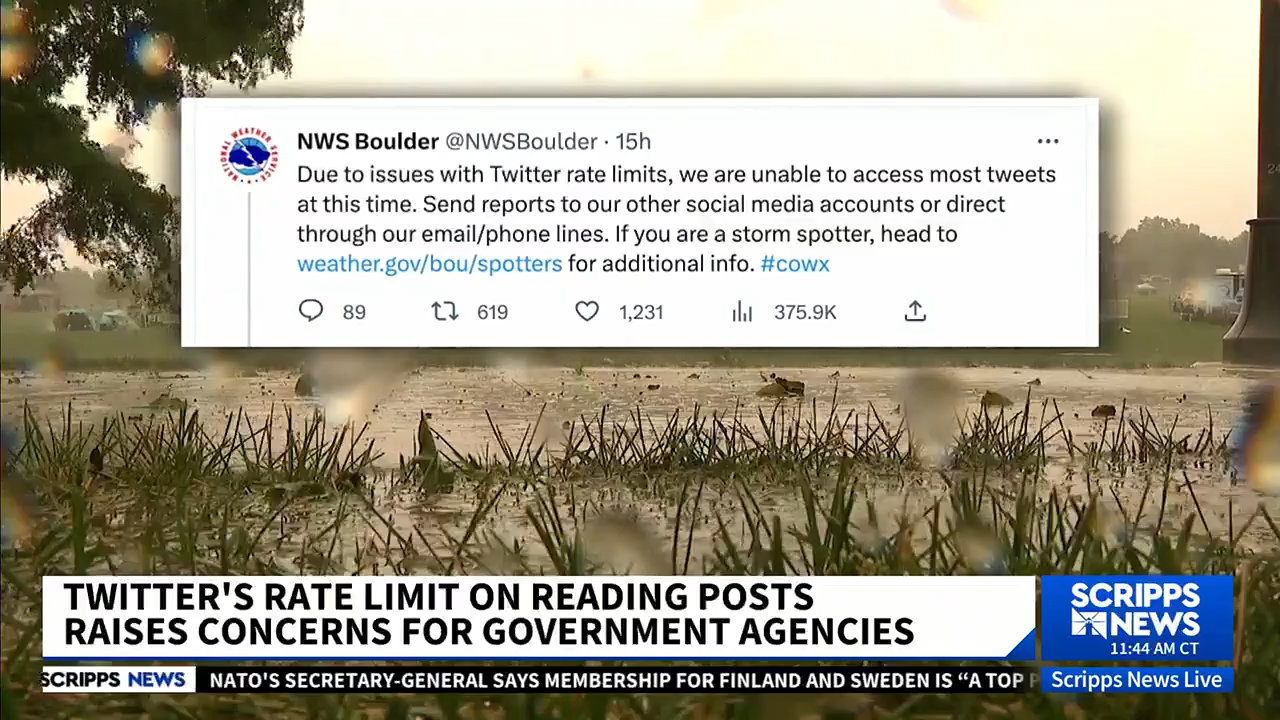 NWS Boulder @NWSBoulder · 15h
Due to issues with Twitter rate limits, we are unable to access most tweets
at this time. Send reports to our other social media accounts or direct
through our email/phone lines. If you are a storm spotter, head to
weather.gov/bou/spotters for additional info. #cowx
89 619 1,231 375.9K
TWITTER'S RATE LIMIT ON READING POSTS
RAISES CONCERNS FOR GOVERNMENT AGENCIES
SCRIPPS
NEWS
11:44 AM CT
SCRIPPS NEWS
NATO'S SECRETARY-GENERAL SAYS MEMBERSHIP FOR FINLAND AND SWEDEN IS “A TOP
Scripps News Live